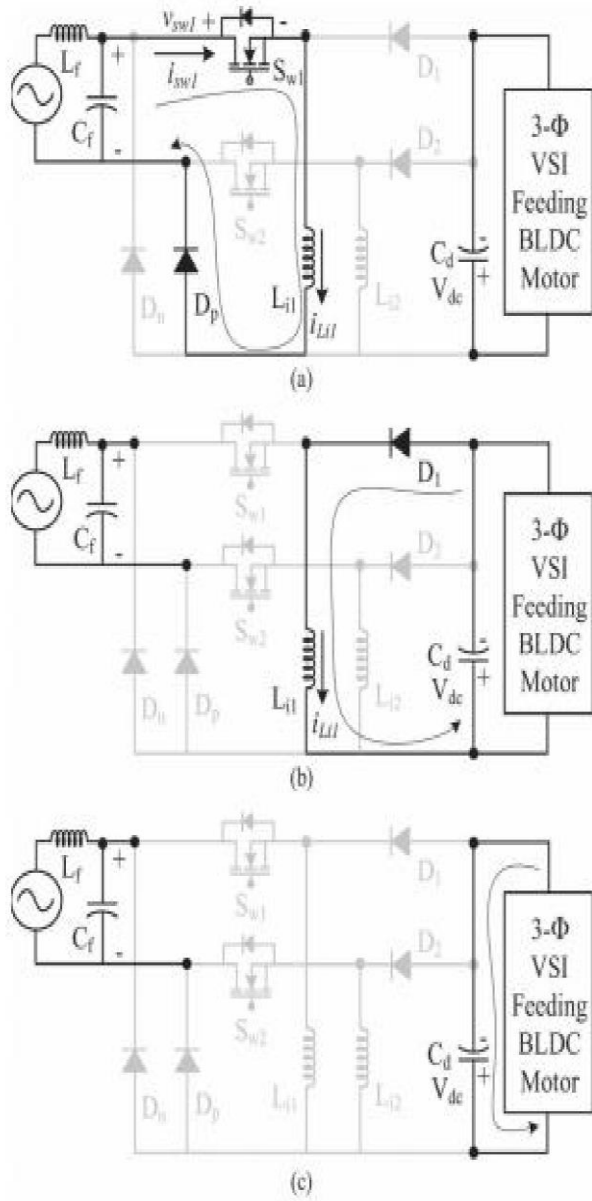 v_sw1 + -
L_f + i_sw1 S_w1 D_1
C_f -
S_w2 D_2
3-Φ
VSI
Feeding
BLDC
Motor
D_n D_p L_i1 i_Li1 L_i2 C_d - V_dc +
(a)
L_f + S_w1 D_1
C_f -
S_w2 D_2
3-Φ
VSI
Feeding
BLDC
Motor
D_n D_p L_i1 i_Li1 L_i2 C_d - V_dc +
(b)
L_f + S_w1 D_1
C_f -
S_w2 D_2
3-Φ
VSI
Feeding
BLDC
Motor
D_n D_p L_i1 L_i2 C_d - V_dc +
(c)